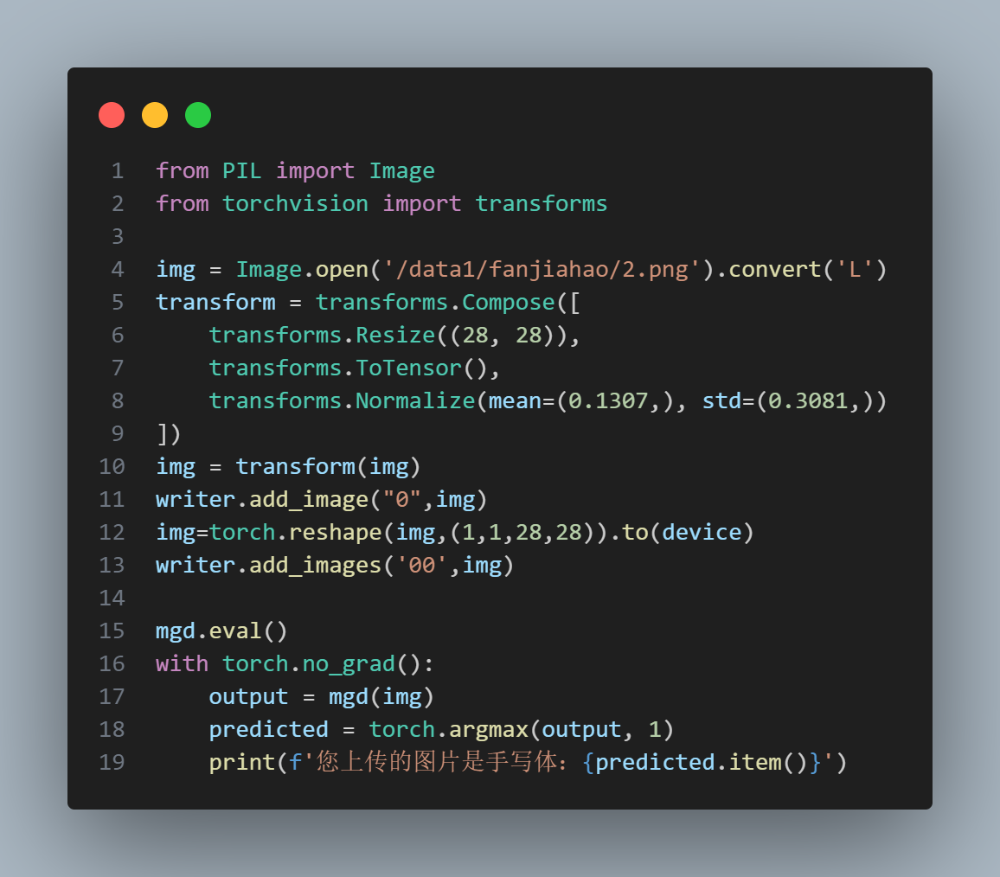 1 from PIL import Image
2 from torchvision import transforms
3
4 img = Image.open('/data1/fanjiahao/2.png').convert('L')
5 transform = transforms.Compose([
6     transforms.Resize((28, 28)),
7     transforms.ToTensor(),
8     transforms.Normalize(mean=(0.1307,), std=(0.3081,))
9 ])
10 img = transform(img)
11 writer.add_image("0",img)
12 img=torch.reshape(img,(1,1,28,28)).to(device)
13 writer.add_images('00',img)
14
15 mgd.eval()
16 with torch.no_grad():
17     output = mgd(img)
18     predicted = torch.argmax(output, 1)
19     print(f'您上传的图片是手写体：{predicted.item()}')